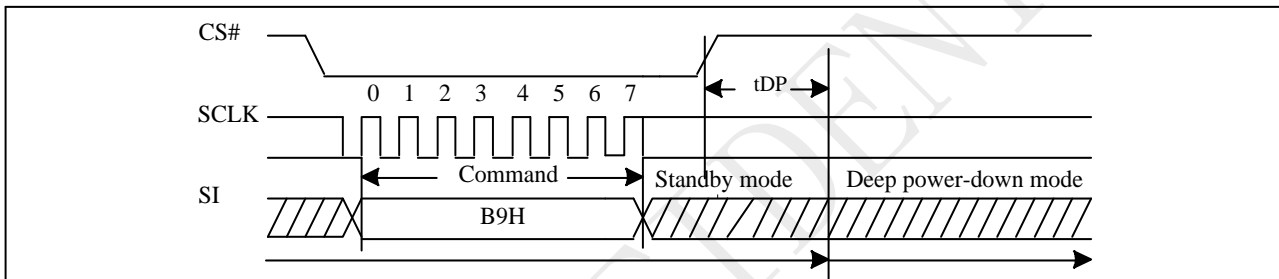 CS#
tDP
0 1 2 3 4 5 6 7
SCLK
Command
Standby mode
Deep power-down mode
SI
B9H